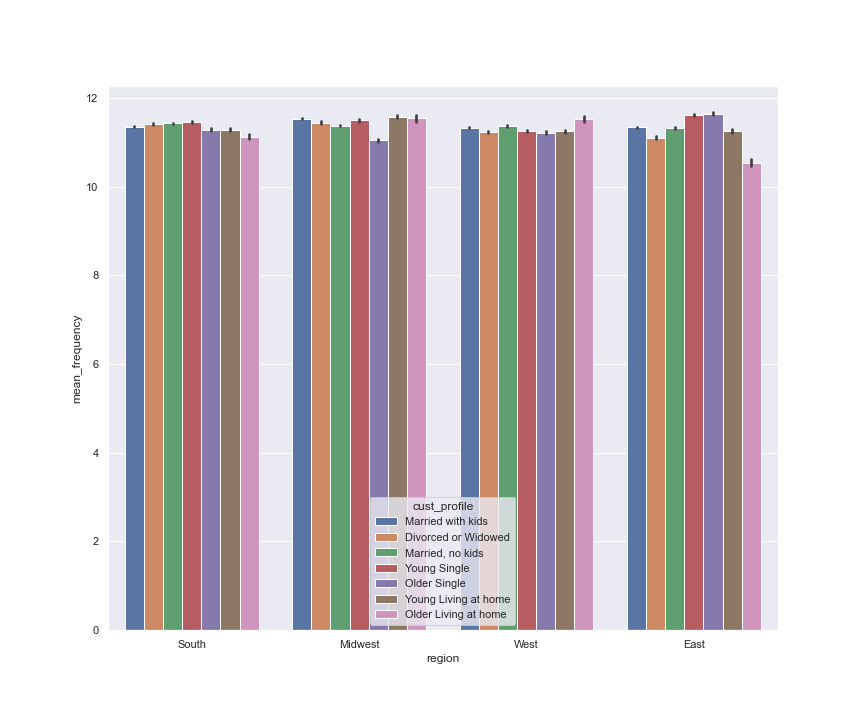 12
10
8
6
4
2
0
mean_frequency
cust_profile
Married with kids
Divorced or Widowed
Married, no kids
Young Single
Older Single
Young Living at home
Older Living at home
South
Midwest
West
East
region